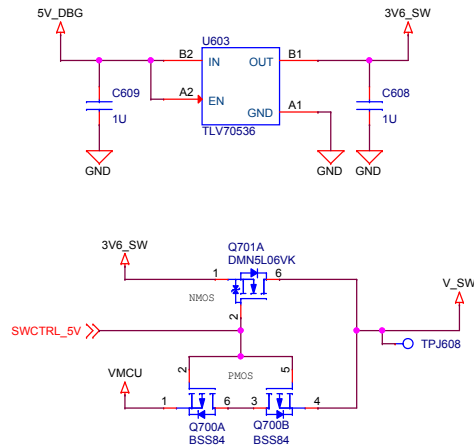 5V_DBG
3V6_SW
U603
B2
IN
OUT
B1
A2
EN
GND
A1
C609
1U
TLV70536
C608
1U
GND
GND
GND
Q701A
DMN5L06VK
3V6_SW
1
6
NMOS
2
V_SW
SWCTRL_5V
TPJ608
VMCU
2
PMOS
5
1
6
3
4
Q700A
BSS84
Q700B
BSS84